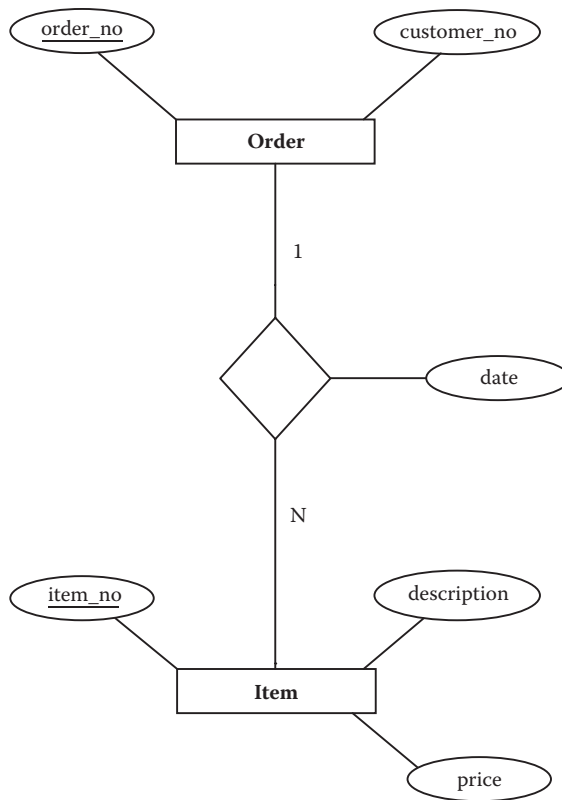 order_no
customer_no
Order
1
date
N
item_no
description
Item
price